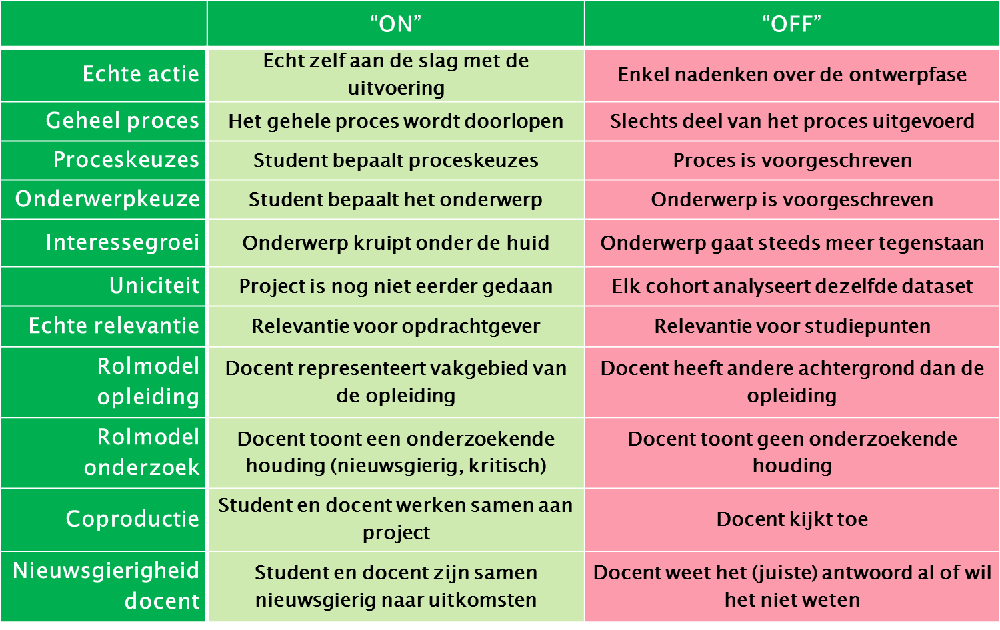 “ON”
“OFF”
Echte actie
Echt zelf aan de slag met de
uitvoering
Enkel nadenken over de ontwerpfase
Geheel proces
Het gehele proces wordt doorlopen
Slechts deel van het proces uitgevoerd
Proceskeuzes
Student bepaalt proceskeuzes
Proces is voorgeschreven
Onderwerpkeuze
Student bepaalt het onderwerp
Onderwerp is voorgeschreven
Interessegroei
Onderwerp kruipt onder de huid
Onderwerp gaat steeds meer tegenstaan
Uniciteit
Project is nog niet eerder gedaan
Elk cohort analyseert dezelfde dataset
Echte relevantie
Relevantie voor opdrachtgever
Relevantie voor studiepunten
Rolmodel
opleiding
Docent representeert vakgebied van
de opleiding
Docent heeft andere achtergrond dan de
opleiding
Rolmodel
onderzoek
Docent toont een onderzoekende
houding (nieuwsgierig, kritisch)
Docent toont geen onderzoekende
houding
Coproductie
Student en docent werken samen aan
project
Docent kijkt toe
Nieuwsgierigheid
docent
Student en docent zijn samen
nieuwsgierig naar uitkomsten
Docent weet het (juiste) antwoord al of wil
het niet weten